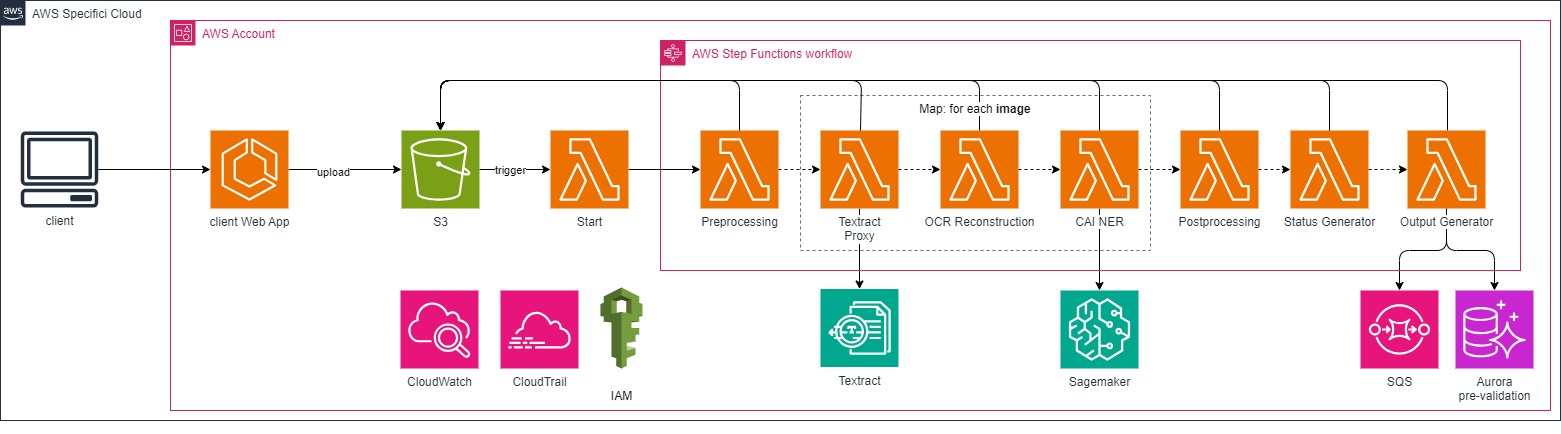 aws
AWS Specifici Cloud
AWS Account
AWS Step Functions workflow
Map: for each image
upload
trigger
client
client Web App
S3
Start
Preprocessing
Textract
Proxy
OCR Reconstruction
CAI NER
Postprocessing
Status Generator
Output Generator
CloudWatch
CloudTrail
IAM
Textract
Sagemaker
SQS
Aurora
pre-validation